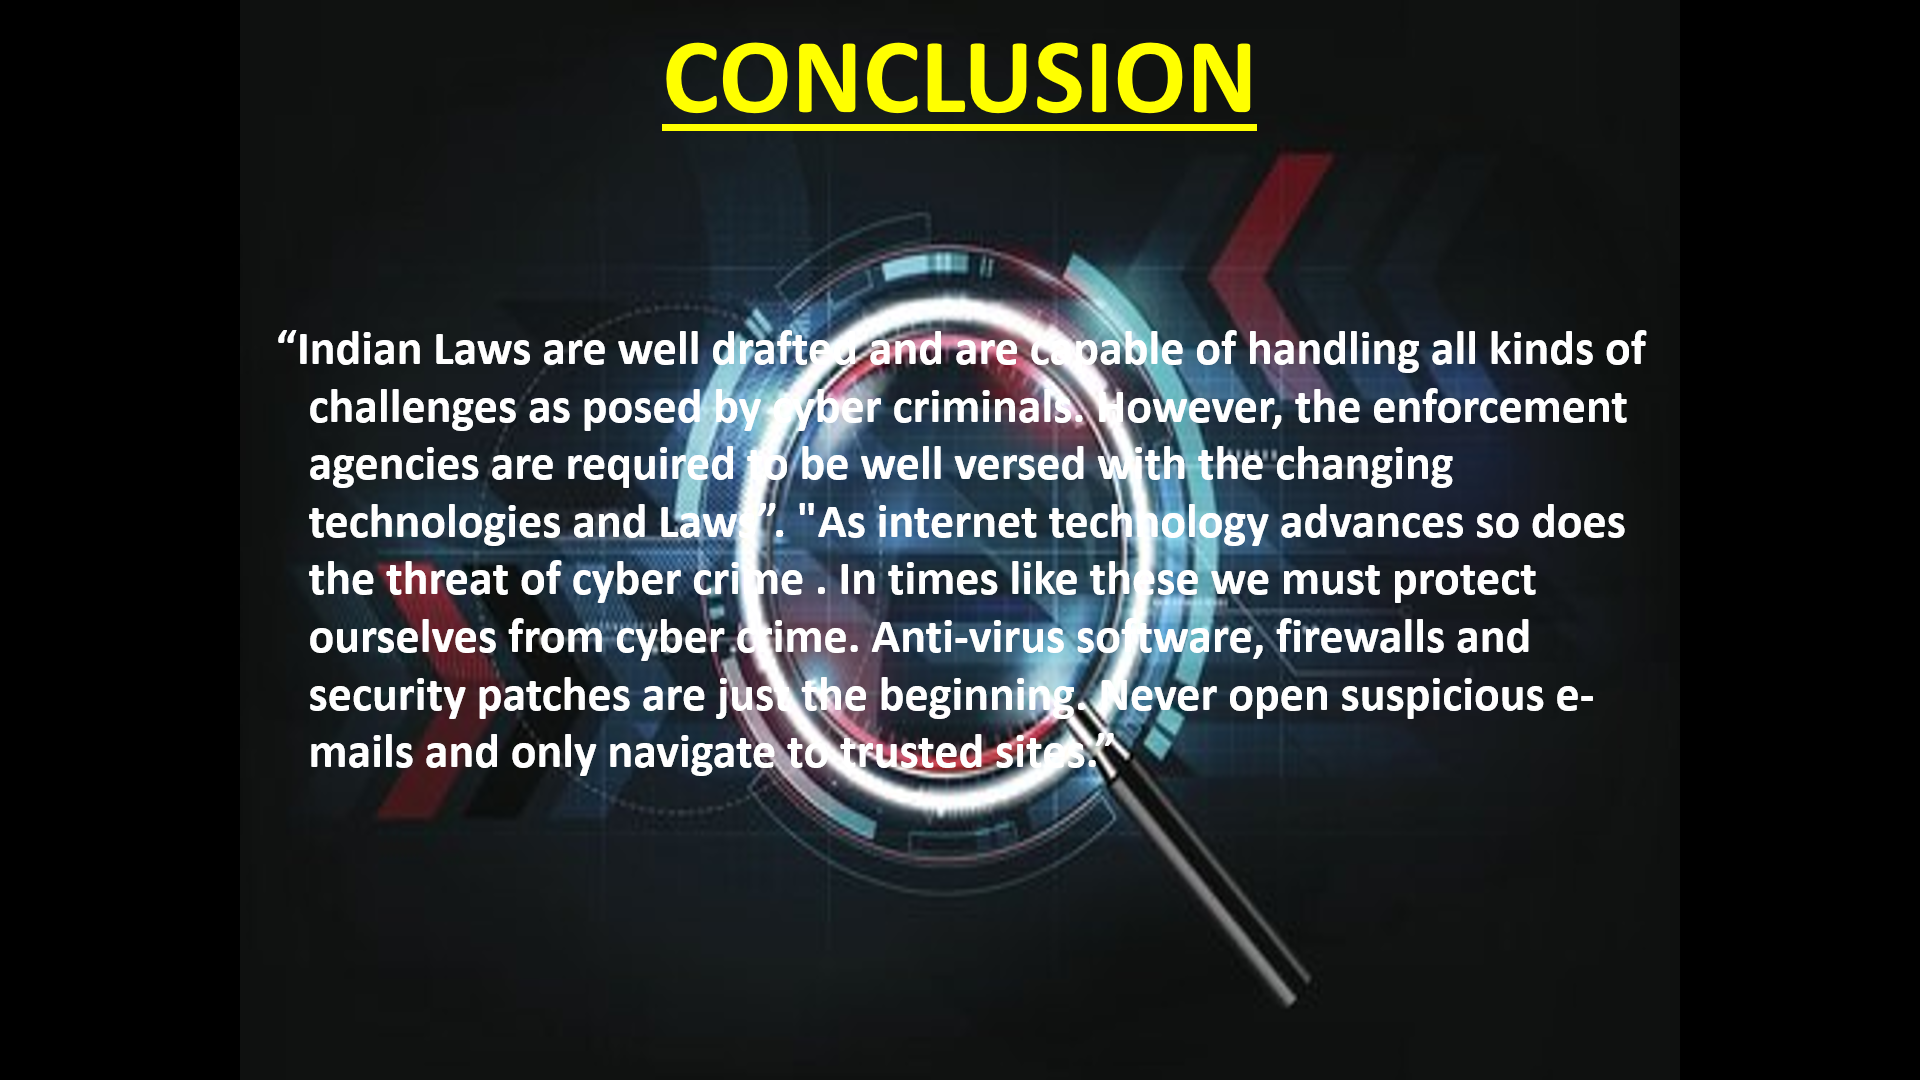 CONCLUSION
“Indian Laws are well drafted and are capable of handling all kinds of
challenges as posed by cyber criminals. However, the enforcement
agencies are required to be well versed with the changing
technologies and Laws”. "As internet technology advances so does
the threat of cyber crime . In times like these we must protect
ourselves from cyber crime. Anti-virus software, firewalls and
security patches are just the beginning. Never open suspicious e-
mails and only navigate to trusted sites.”